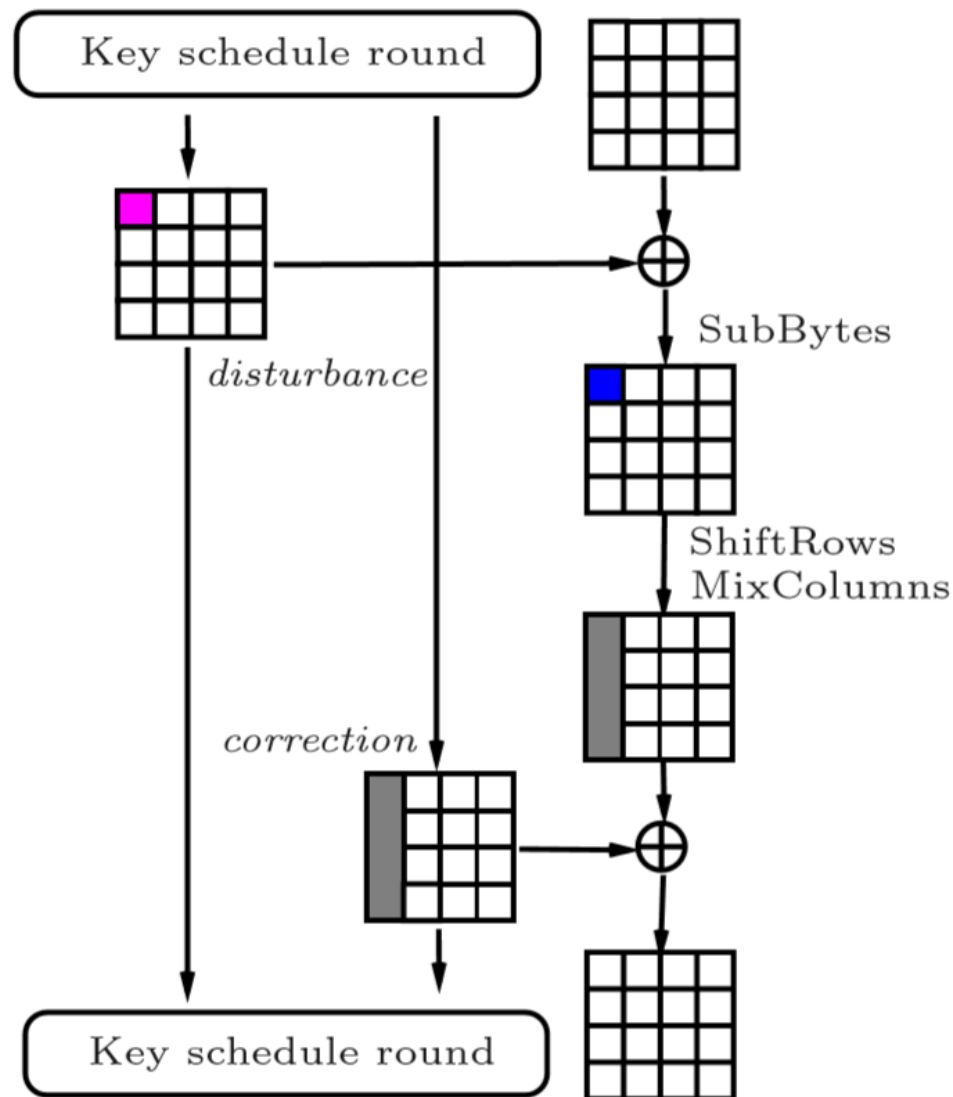 Key schedule round
SubBytes
disturbance
ShiftRows
MixColumns
correction
Key schedule round